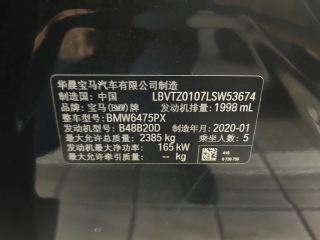 华晨宝马汽车有限公司制造
制造国：中国 LBVTZ0107LSW53674
品牌：宝马(BMW)牌 发动机排量：1998 mL
整车型号：BMW6475PX
发动机型号：B48B20D 制造年月：2020-01
最大允许总质量：2385 kg 乘坐人数：5
发动机最大净功率：165 kW
最大允许牵引质量：-- kg